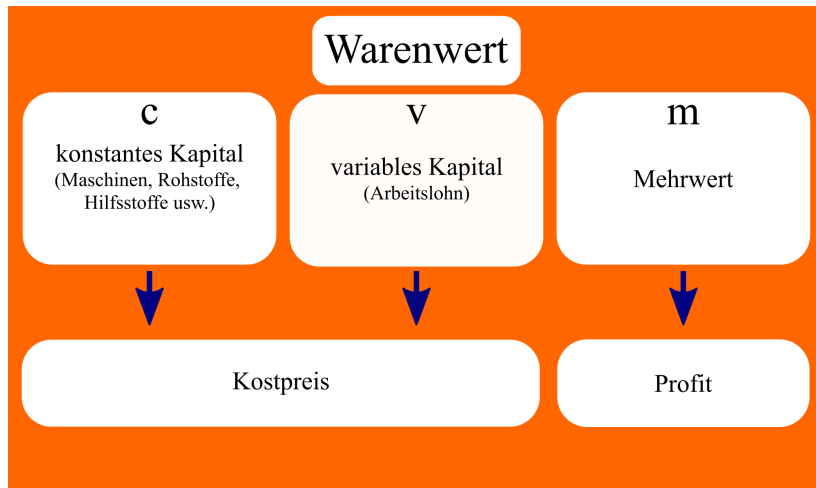 Warenwert
c
konstantes Kapital
(Maschinen, Rohstoffe,
Hilfsstoffe usw.)
v
variables Kapital
(Arbeitslohn)
m
Mehrwert
Kostpreis
Profit